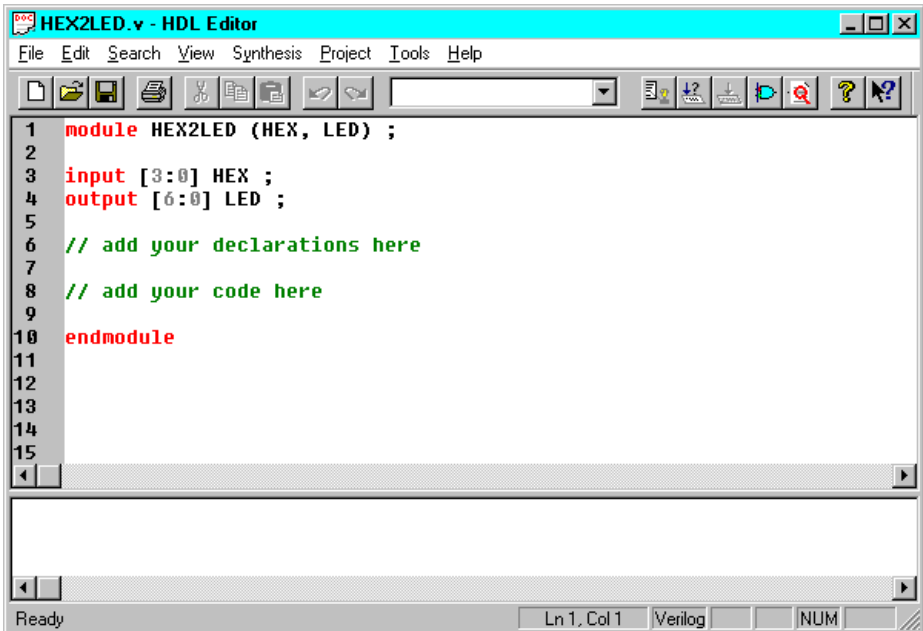 HEX2LED.v - HDL Editor
File Edit Search View Synthesis Project Tools Help
1 module HEX2LED (HEX, LED) ;
2
3 input [3:0] HEX ;
4 output [6:0] LED ;
5
6 // add your declarations here
7
8 // add your code here
9
10 endmodule
11
12
13
14
15
Ready Ln 1, Col 1 Verilog NUM